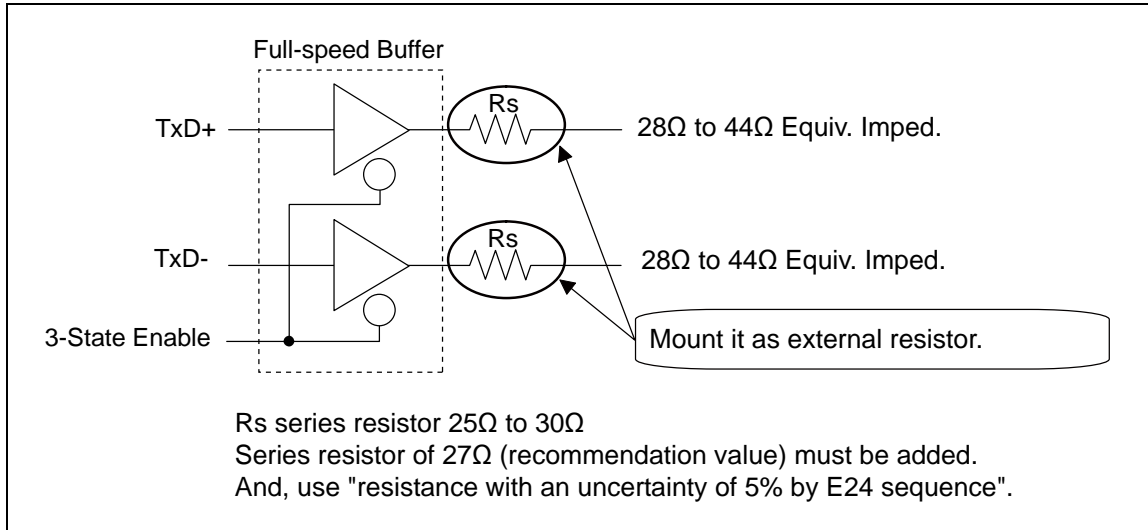 Full-speed Buffer
Rs
TxD+
28Ω to 44Ω Equiv. Imped.
Rs
TxD-
28Ω to 44Ω Equiv. Imped.
3-State Enable
Mount it as external resistor.
Rs series resistor 25Ω to 30Ω
Series resistor of 27Ω (recommendation value) must be added.
And, use "resistance with an uncertainty of 5% by E24 sequence".